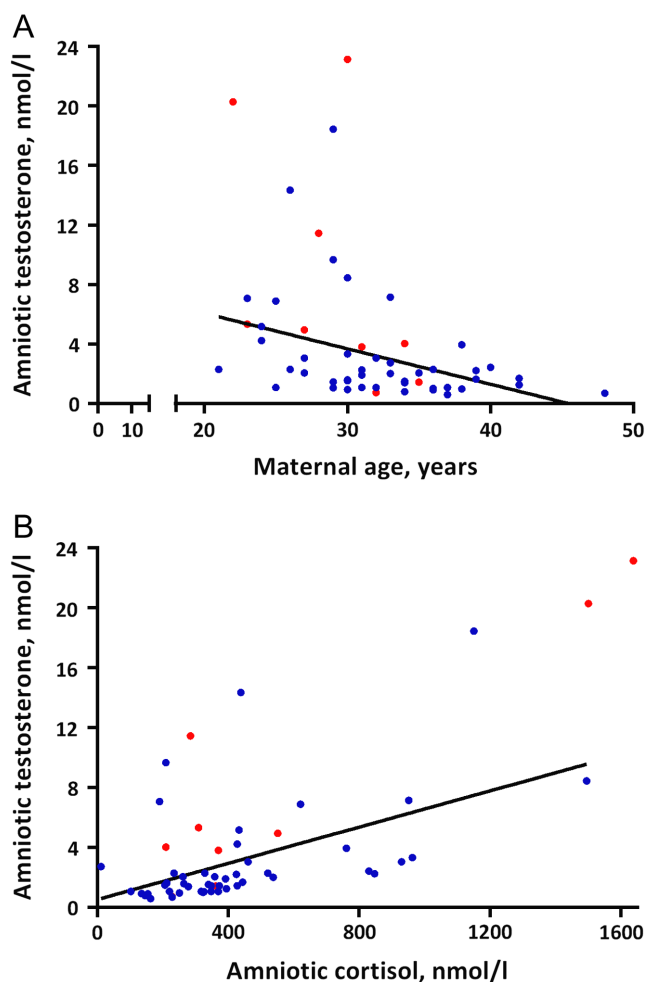 A
Amniotic testosterone, nmol/l
24
20
16
12
8
4
0
0 10 20 30 40 50
Maternal age, years
B
Amniotic testosterone, nmol/l
24
20
16
12
8
4
0
0 400 800 1200 1600
Amniotic cortisol, nmol/l